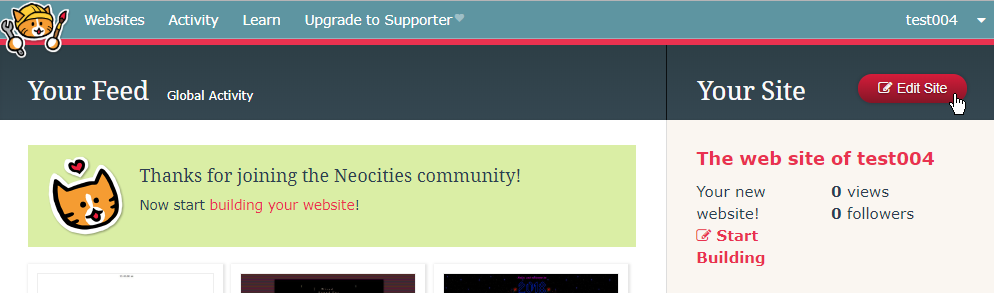 Websites Activity Learn Upgrade to Supporter test004
Your Feed Global Activity
Your Site Edit Site
Thanks for joining the Neocities community!
Now start building your website!
The web site of test004
Your new
website!
Start
Building
0 views
0 followers